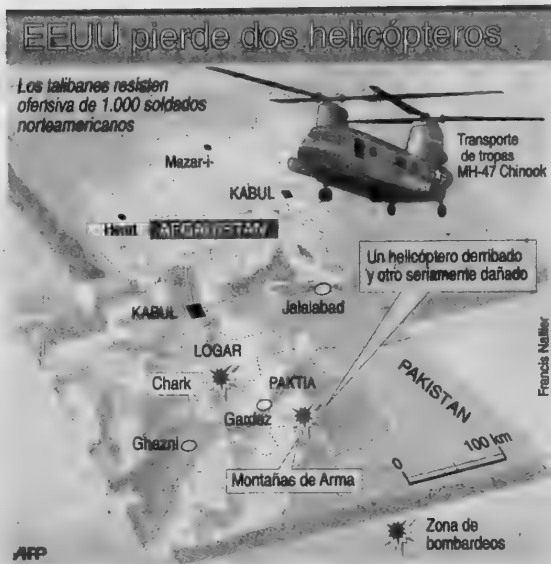 EEUU pierde dos helicópteros
Los talibanes resisten
ofensiva de 1.000 soldados
norteamericanos
Transporte
de tropas
MH-47 Chinook
Mazar-i-
KABUL
Herat
AFGANISTAN
Un helicóptero derribado
y otro seriamente dañado
KABUL
Jalalabad
LOGAR
Chark
PAKTIA
Gardez
Ghazni
Montañas de Arma
PAKISTAN
0
100 km
Francis Nallier
Zona de
bombardeos
AFP